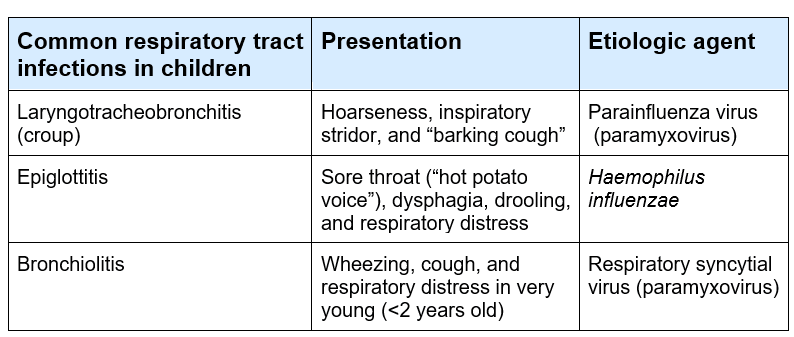 Common respiratory tract
infections in children
Presentation
Etiologic agent
Laryngotracheobronchitis
(croup)
Hoarseness, inspiratory
stridor, and “barking cough”
Parainfluenza virus
(paramyxovirus)
Epiglottitis
Sore throat (“hot potato
voice”), dysphagia, drooling,
and respiratory distress
Haemophilus
influenzae
Bronchiolitis
Wheezing, cough, and
respiratory distress in very
young (<2 years old)
Respiratory syncytial
virus (paramyxovirus)